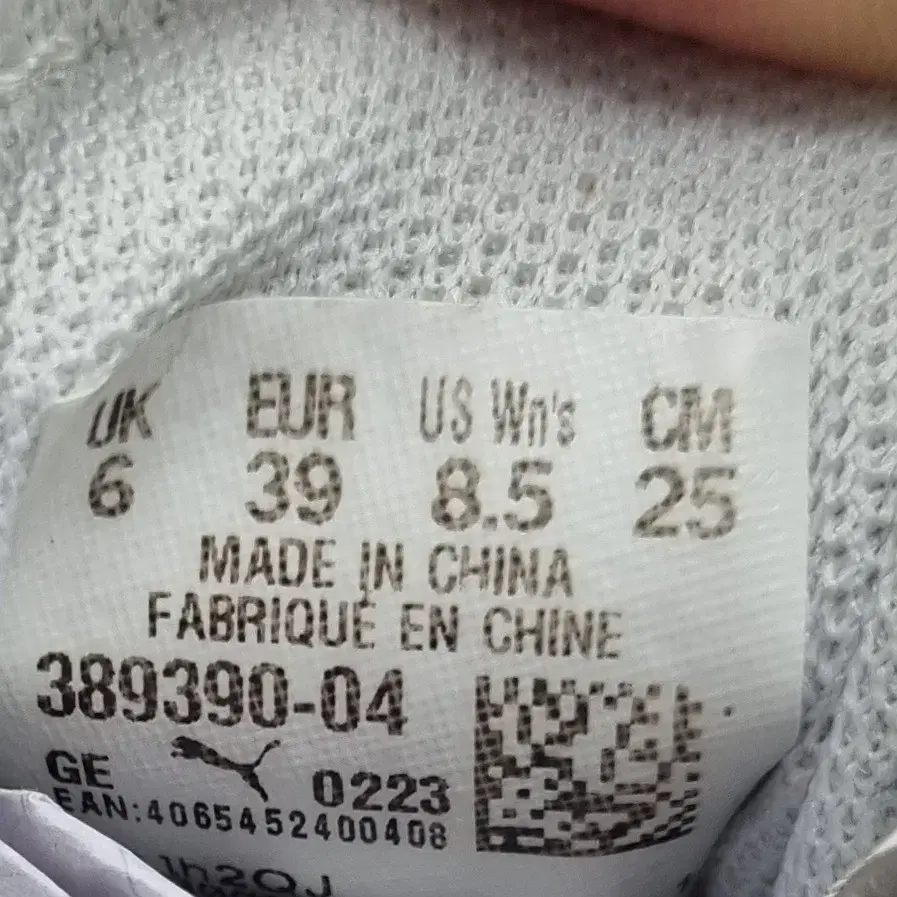 UK EUR US Wn's CM
6 39 8.5 25
MADE IN CHINA
FABRIQUÉ EN CHINE
389390-04
GE 0223
EAN:4065452400408